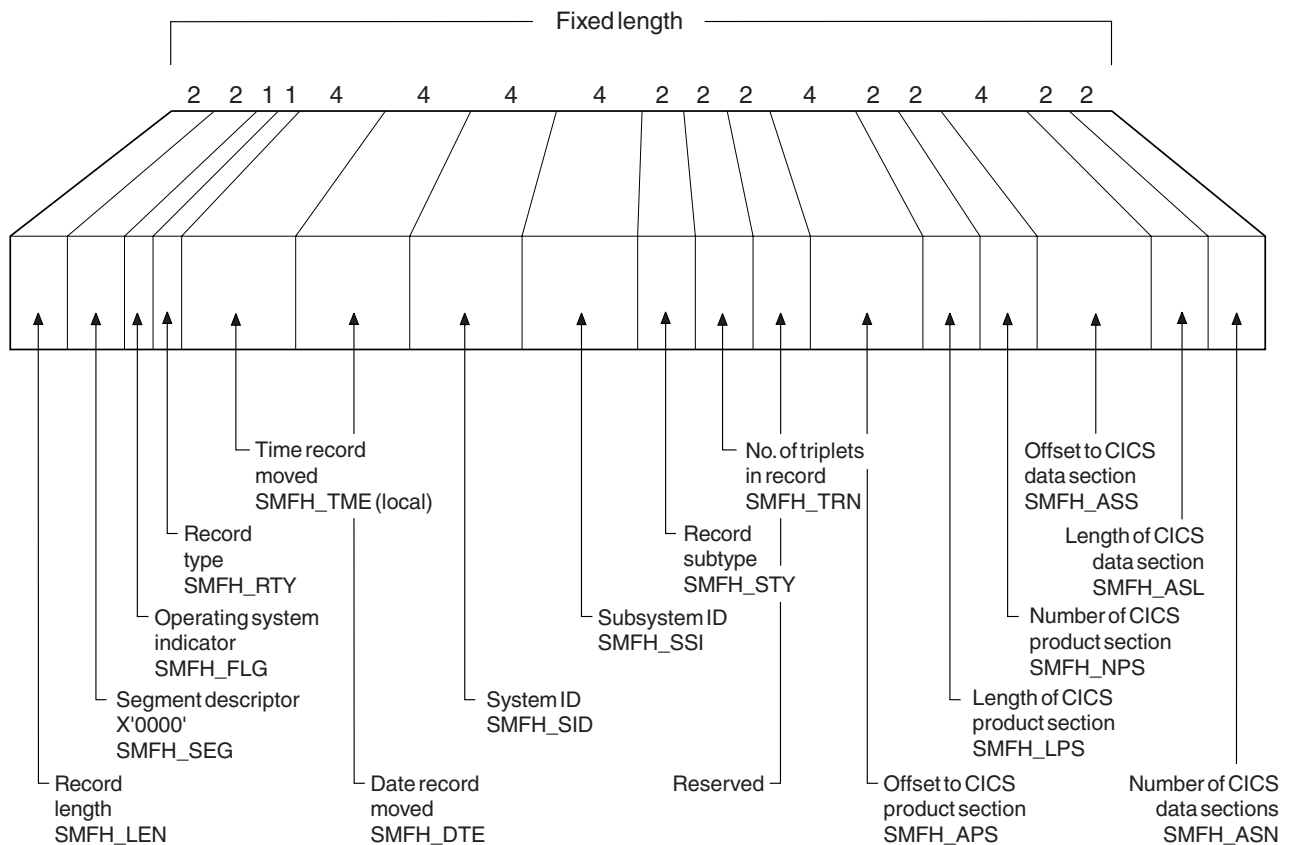 Fixed length
2 2 1 1 4 4 4 4 2 2 2 4 2 2 4 2 2
Time record
moved
SMFH_TME (local)
No. of triplets
in record
SMFH_TRN
Offset to CICS
data section
SMFH_ASS
Record
type
SMFH_RTY
Record
subtype
SMFH_STY
Length of CICS
data section
SMFH_ASL
Operating system
indicator
SMFH_FLG
Subsystem ID
SMFH_SSI
Number of CICS
product section
SMFH_NPS
Segment descriptor
X'0000'
SMFH_SEG
System ID
SMFH_SID
Length of CICS
product section
SMFH_LPS
Record
length
SMFH_LEN
Date record
moved
SMFH_DTE
Reserved
Offset to CICS
product section
SMFH_APS
Number of CICS
data sections
SMFH_ASN